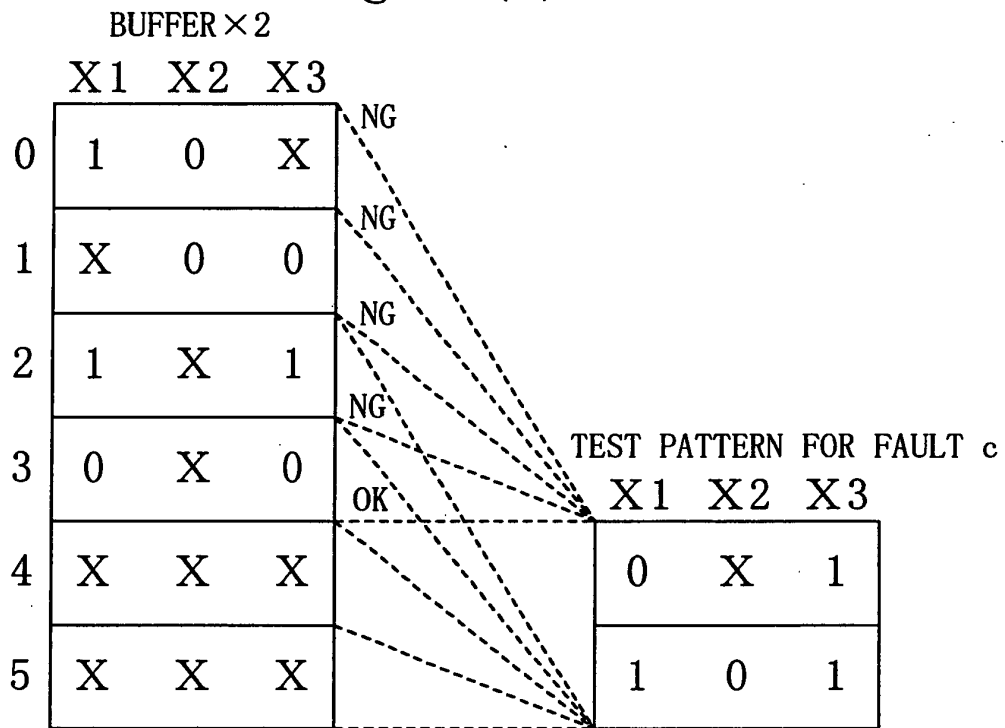 BUFFER×2
X1 X2 X3
NG
0 1 0 X
NG
1 X 0 0
NG
2 1 X 1
NG
TEST PATTERN FOR FAULT c
3 0 X 0
X1 X2 X3
OK
4 X X X
0 X 1
5 X X X
1 0 1